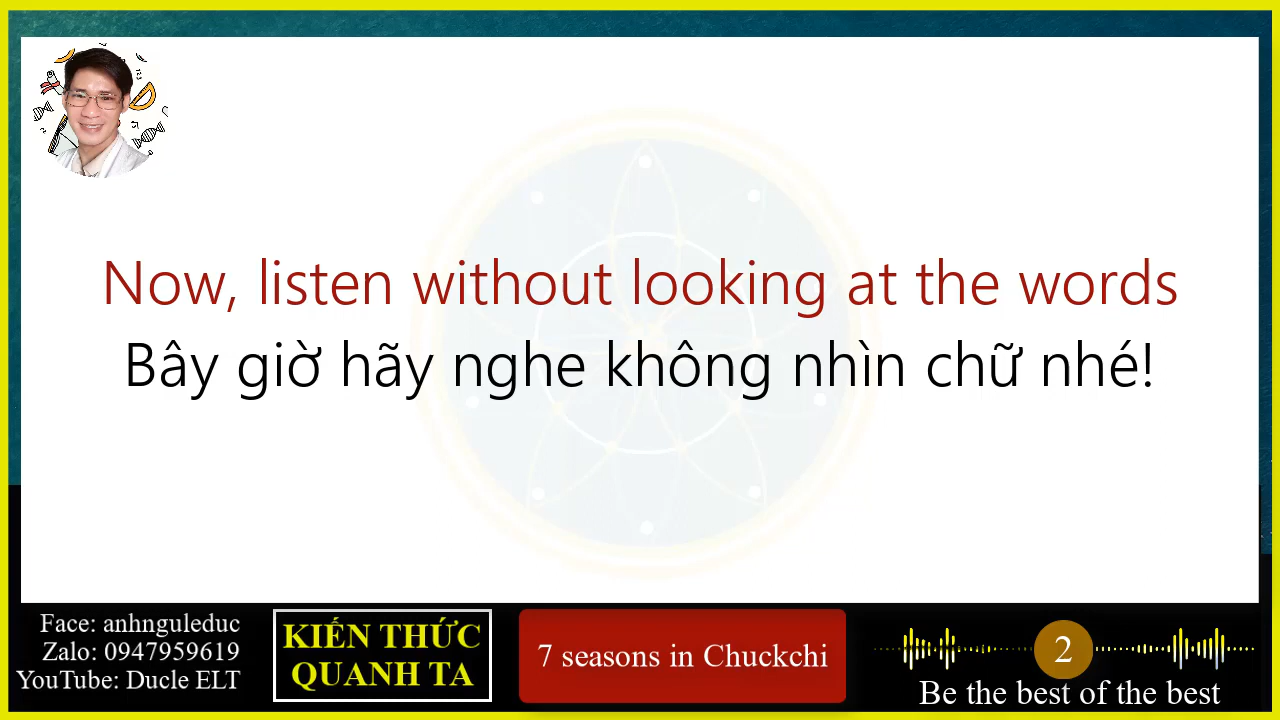 Now, listen without looking at the words
Bây giờ hãy nghe không nhìn chữ nhé!
Face: anhnguleduc
Zalo: 0947959619
YouTube: Ducle ELT
KIẾN THỨC
QUANH TA
7 seasons in Chuckchi
2
Be the best of the best